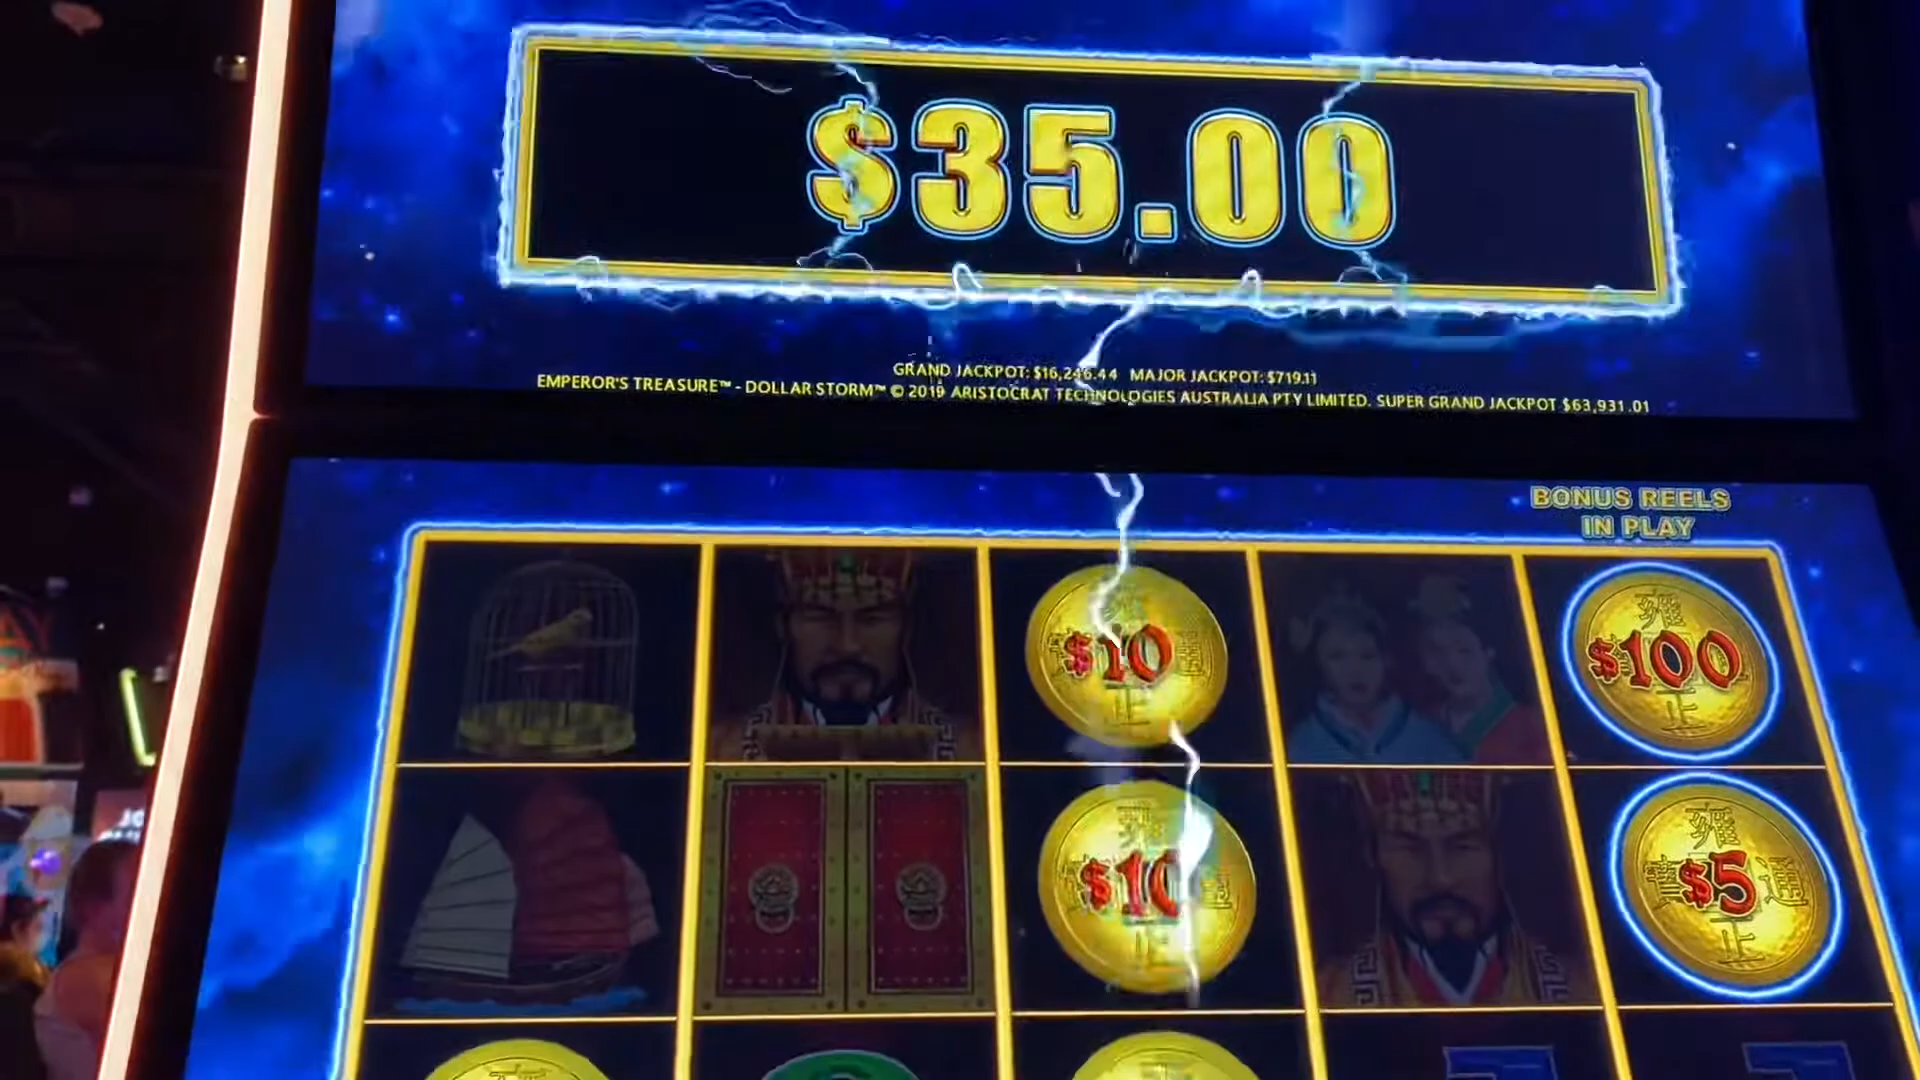 $35.00
GRAND JACKPOT: $16,246.44 MAJOR JACKPOT: $719.11
EMPEROR'S TREASURE™ - DOLLAR STORM™ © 2019 ARISTOCRAT TECHNOLOGIES AUSTRALIA PTY LIMITED. SUPER GRAND JACKPOT $63,931.01
BONUS REELS
IN PLAY
$10
$100
$10
$5